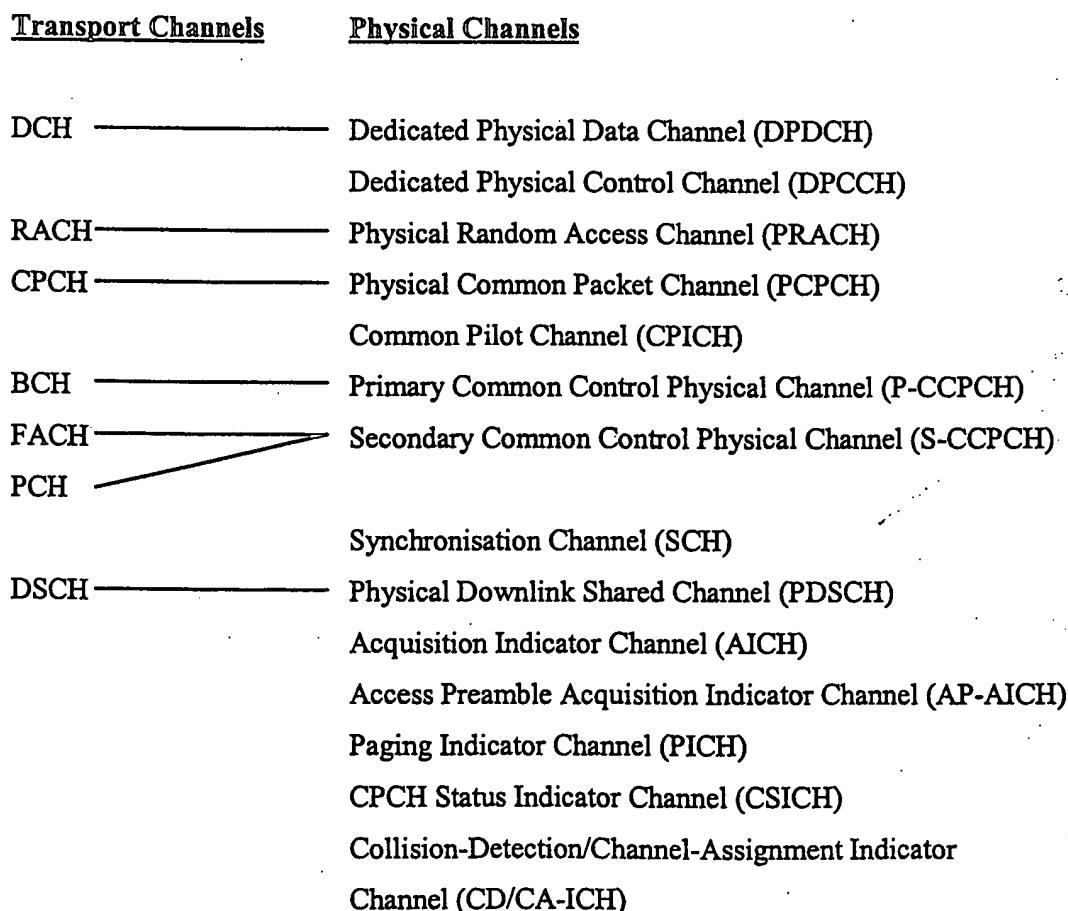 Transport Channels Physical Channels
DCH Dedicated Physical Data Channel (DPDCH)
Dedicated Physical Control Channel (DPCCH)
RACH Physical Random Access Channel (PRACH)
CPCH Physical Common Packet Channel (PCPCH)
Common Pilot Channel (CPICH)
BCH Primary Common Control Physical Channel (P-CCPCH)
FACH Secondary Common Control Physical Channel (S-CCPCH)
PCH
Synchronisation Channel (SCH)
DSCH Physical Downlink Shared Channel (PDSCH)
Acquisition Indicator Channel (AICH)
Access Preamble Acquisition Indicator Channel (AP-AICH)
Paging Indicator Channel (PICH)
CPCH Status Indicator Channel (CSICH)
Collision-Detection/Channel-Assignment Indicator
Channel (CD/CA-ICH)